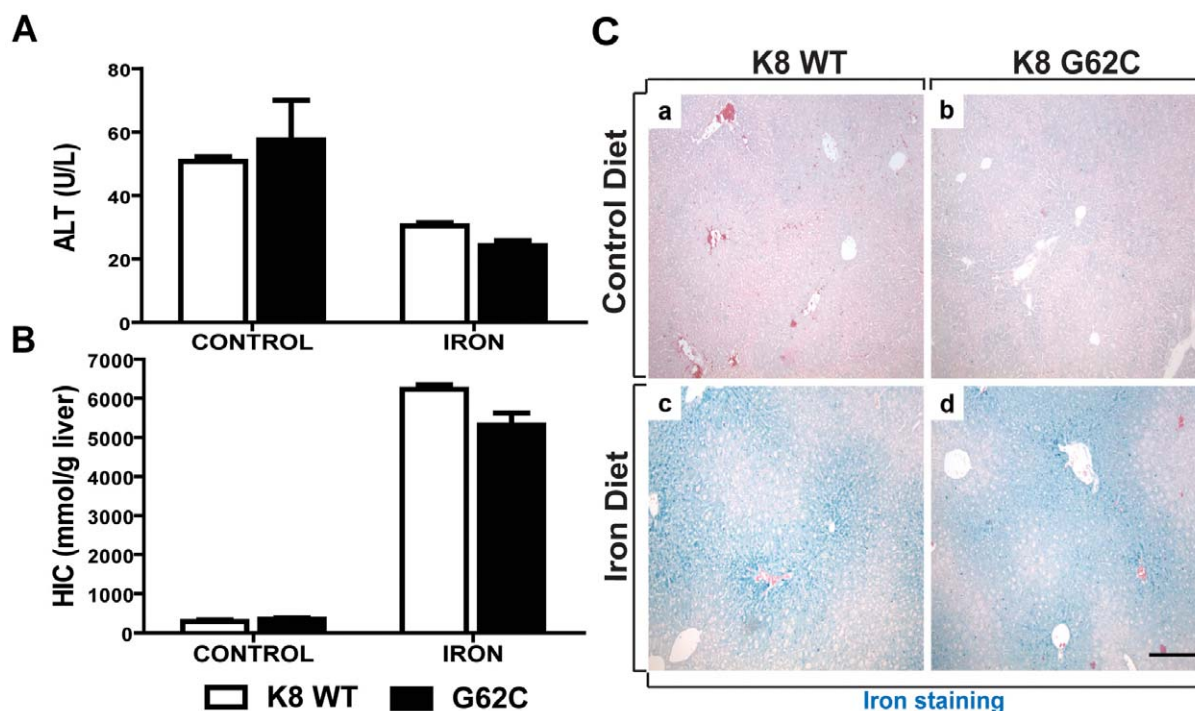 A
ALT (U/L)
80
60
40
20
0
CONTROL IRON
B
HIC (mmol/g liver)
7000
6000
5000
4000
3000
2000
1000
0
CONTROL IRON
K8 WT G62C
C
K8 WT K8 G62C
Control Diet
a b
Iron Diet
c d
Iron staining